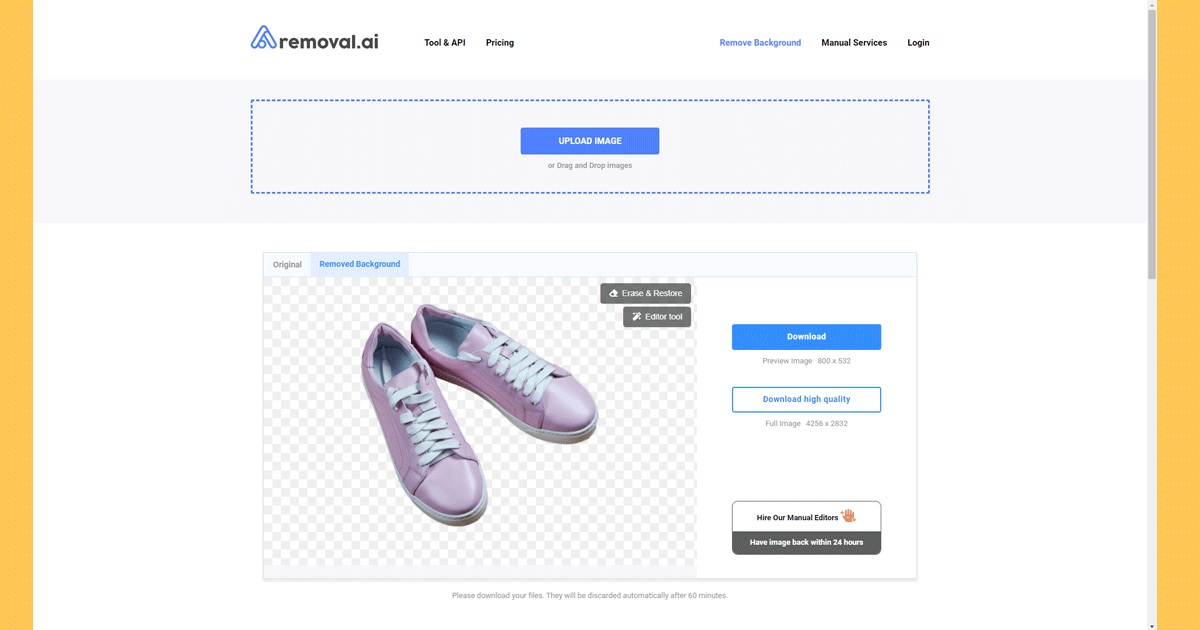 removal.ai
Tool & API
Pricing
Remove Background
Manual Services
Login
UPLOAD IMAGE
or Drag and Drop images
Original
Removed Background
Erase & Restore
Editor tool
Download
Preview Image 800 x 532
Download high quality
Full Image 4256 x 2832
Hire Our Manual Editors
Have image back within 24 hours
Please download your files. They will be discarded automatically after 60 minutes.